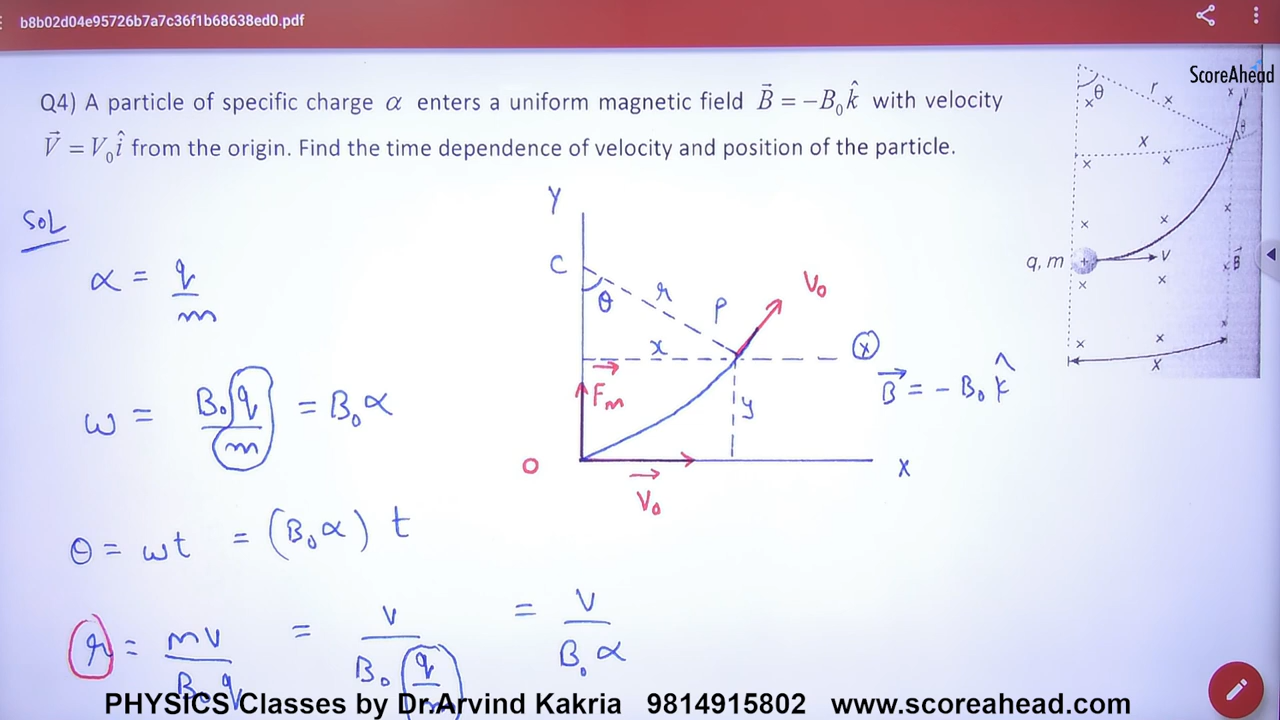 b8b02d04e95726b7a7c36f1b68638ed0.pdf
ScoreAhead
Q4) A particle of specific charge α enters a uniform magnetic field B⃗ = −B₀k̂ with velocity
V⃗ = V₀î from the origin. Find the time dependence of velocity and position of the particle.
SOL
α = q/m
ω = B₀q/m = B₀α
θ = ωt = (B₀α) t
r = mv/B₀q = v/(B₀ q/m) = v/(B₀α)
Y
C
θ
r
P
V₀
x
⊗
B⃗ = − B₀ k̂
F⃗m
y
O
V⃗₀
X
θ
r
V
θ
X
q, m
+
V
B⃗
X
PHYSICS Classes by Dr.Arvind Kakria 9814915802 www.scoreahead.com